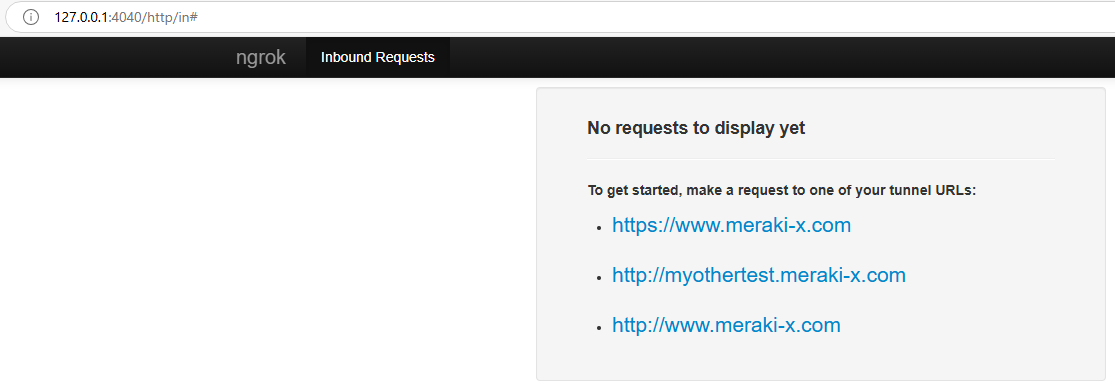 127.0.0.1:4040/http/in#
ngrok Inbound Requests
No requests to display yet
To get started, make a request to one of your tunnel URLs:
• https://www.meraki-x.com
• http://myothertest.meraki-x.com
• http://www.meraki-x.com